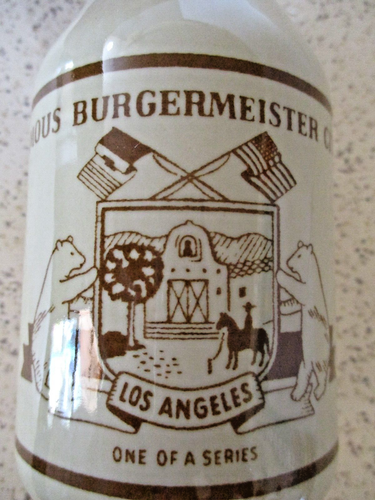 BURGERMEISTER
LOS ANGELES
ONE OF A SERIES